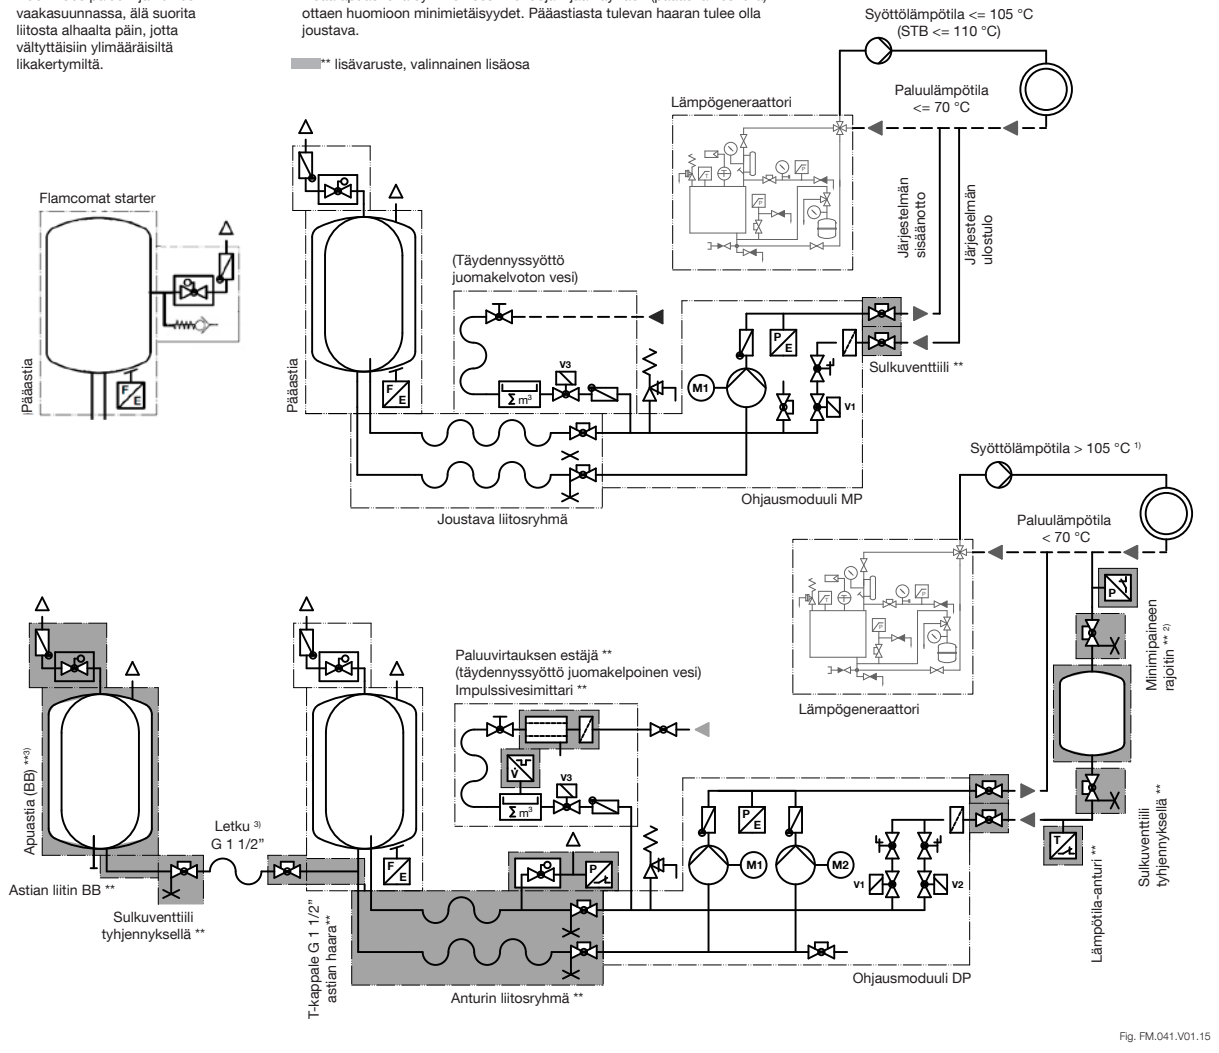 vaakasuunnassa, älä suorita
liitosta alhaalta päin, jotta
vältyttäisiin ylimääräisiltä
likakertymiltä.
ottaen huomioon minimietäisyydet. Pääastiasta tulevan haaran tulee olla
joustava.
** lisävaruste, valinnainen lisäosa
Syöttölämpötila <= 105 °C
(STB <= 110 °C)
Paluulämpötila
<= 70 °C
Lämpögeneraattori
Järjestelmän
sisäänotto
Järjestelmän
ulostulo
Flamcomat starter
Pääastia
F
E
Pääastia
F
E
(Täydennyssyöttö
juomakelvoton vesi)
V3
Σ m³
P
E
M1
V1
Sulkuventtiili **
Ohjausmoduuli MP
Joustava liitosryhmä
Syöttölämpötila > 105 °C ¹⁾
Paluulämpötila
< 70 °C
Lämpögeneraattori
P
Minimipaineen
rajoitin ** ²⁾
Sulkuventtiili
tyhjennyksellä **
T
Lämpötila-anturi **
Paluuvirtauksen estäjä **
(täydennyssyöttö juomakelpoinen vesi)
Impulssivesimittari **
V3
Σ m³
P
E
M1
M2
V1
V2
Ohjausmoduuli DP
Apuastia (BB) **³⁾
Letku ³⁾
G 1 1/2”
Astian liitin BB **
Sulkuventtiili
tyhjennyksellä **
F
E
P
T-kappale G 1 1/2”
astian haara**
Anturin liitosryhmä **
Fig. FM.041.V01.15